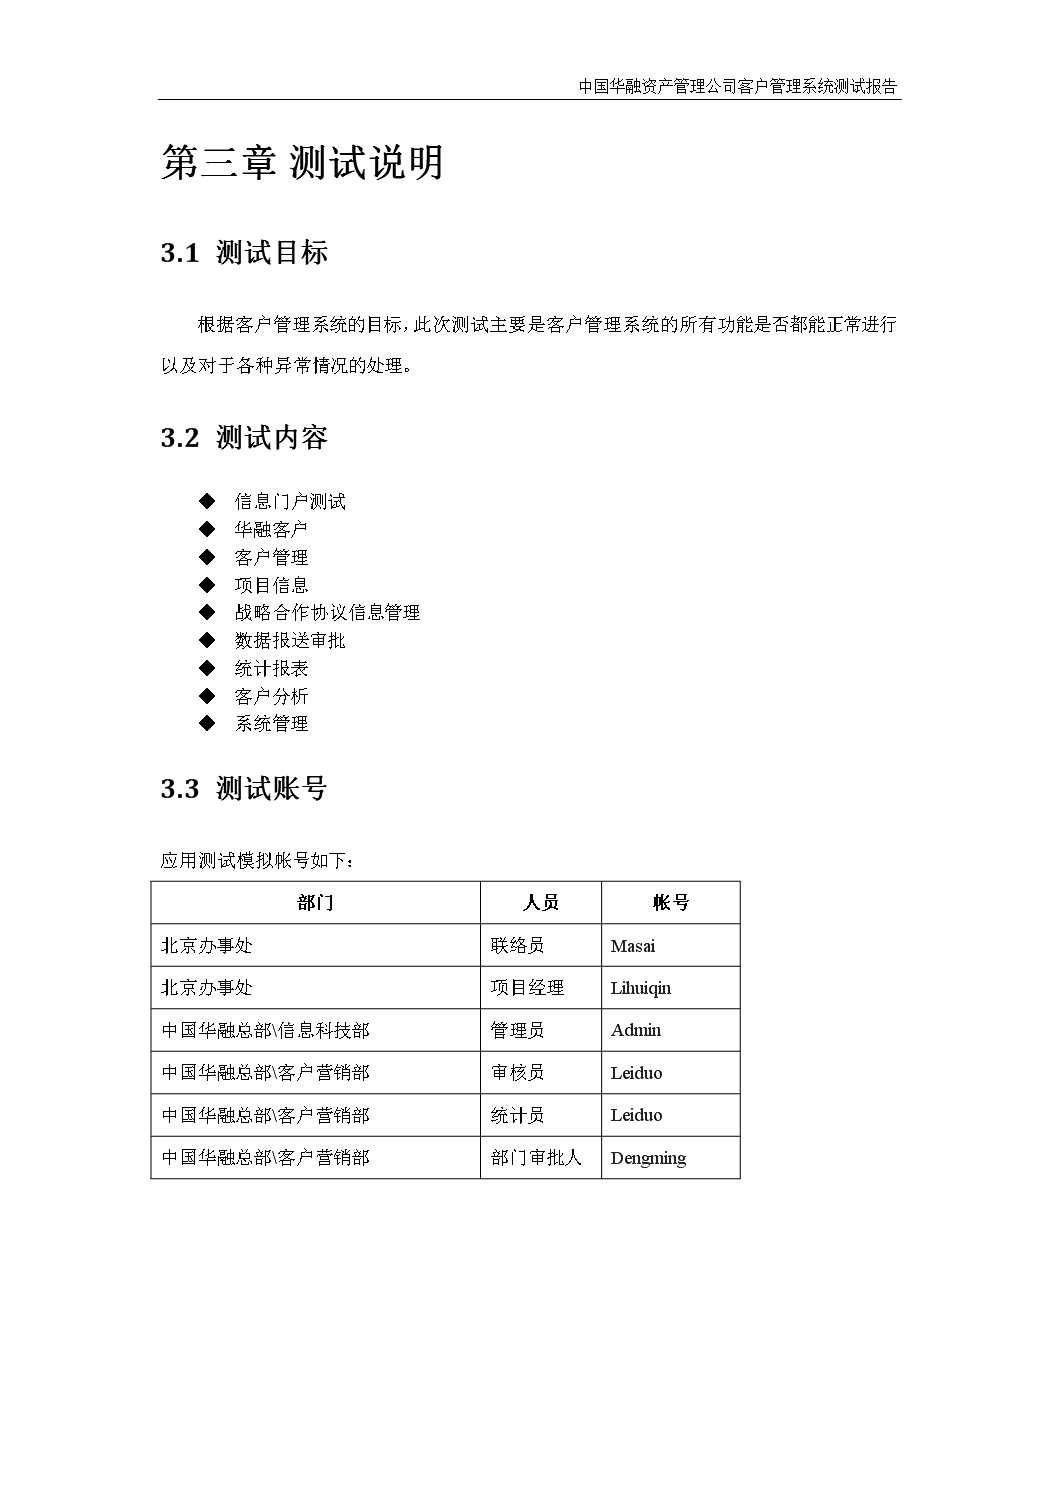 中国华融资产管理公司客户管理系统测试报告
第三章 测试说明
3.1 测试目标
根据客户管理系统的目标，此次测试主要是客户管理系统的所有功能是否都能正常进行
以及对于各种异常情况的处理。
3.2 测试内容
◆ 信息门户测试
◆ 华融客户
◆ 客户管理
◆ 项目信息
◆ 战略合作协议信息管理
◆ 数据报送审批
◆ 统计报表
◆ 客户分析
◆ 系统管理
3.3 测试账号
应用测试模拟帐号如下：
部门 人员 帐号
北京办事处 联络员 Masai
北京办事处 项目经理 Lihuiqin
中国华融总部\信息科技部 管理员 Admin
中国华融总部\客户营销部 审核员 Leiduo
中国华融总部\客户营销部 统计员 Leiduo
中国华融总部\客户营销部 部门审批人 Dengming